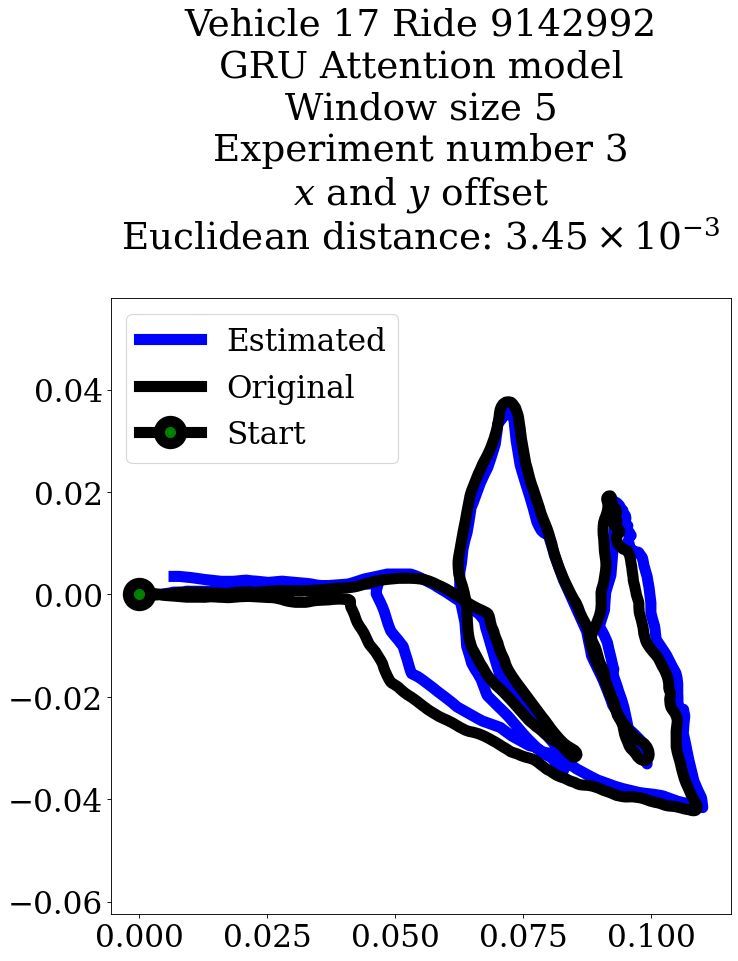 Vehicle 17 Ride 9142992
GRU Attention model
Window size 5
Experiment number 3
x and y offset
Euclidean distance: 3.45 × 10⁻³
Estimated
Original
Start
0.04
0.02
0.00
−0.02
−0.04
−0.06
0.000 0.025 0.050 0.075 0.100